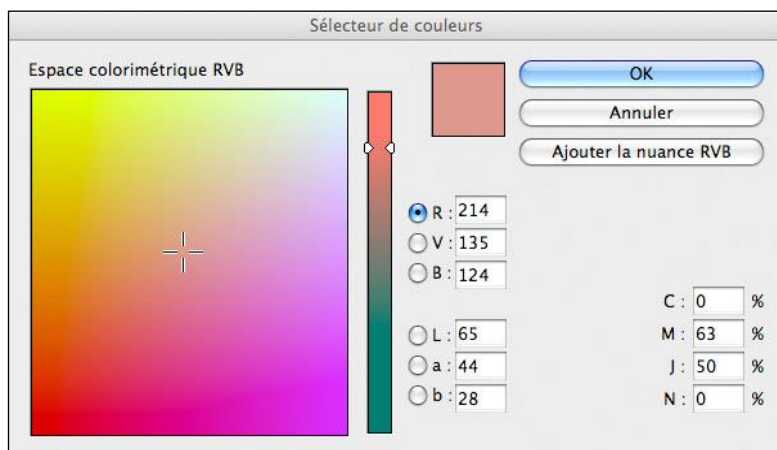 Sélecteur de couleurs
Espace colorimétrique RVB
OK
Annuler
Ajouter la nuance RVB
R : 214
V : 135
B : 124
L : 65
a : 44
b : 28
C : 0 %
M : 63 %
J : 50 %
N : 0 %